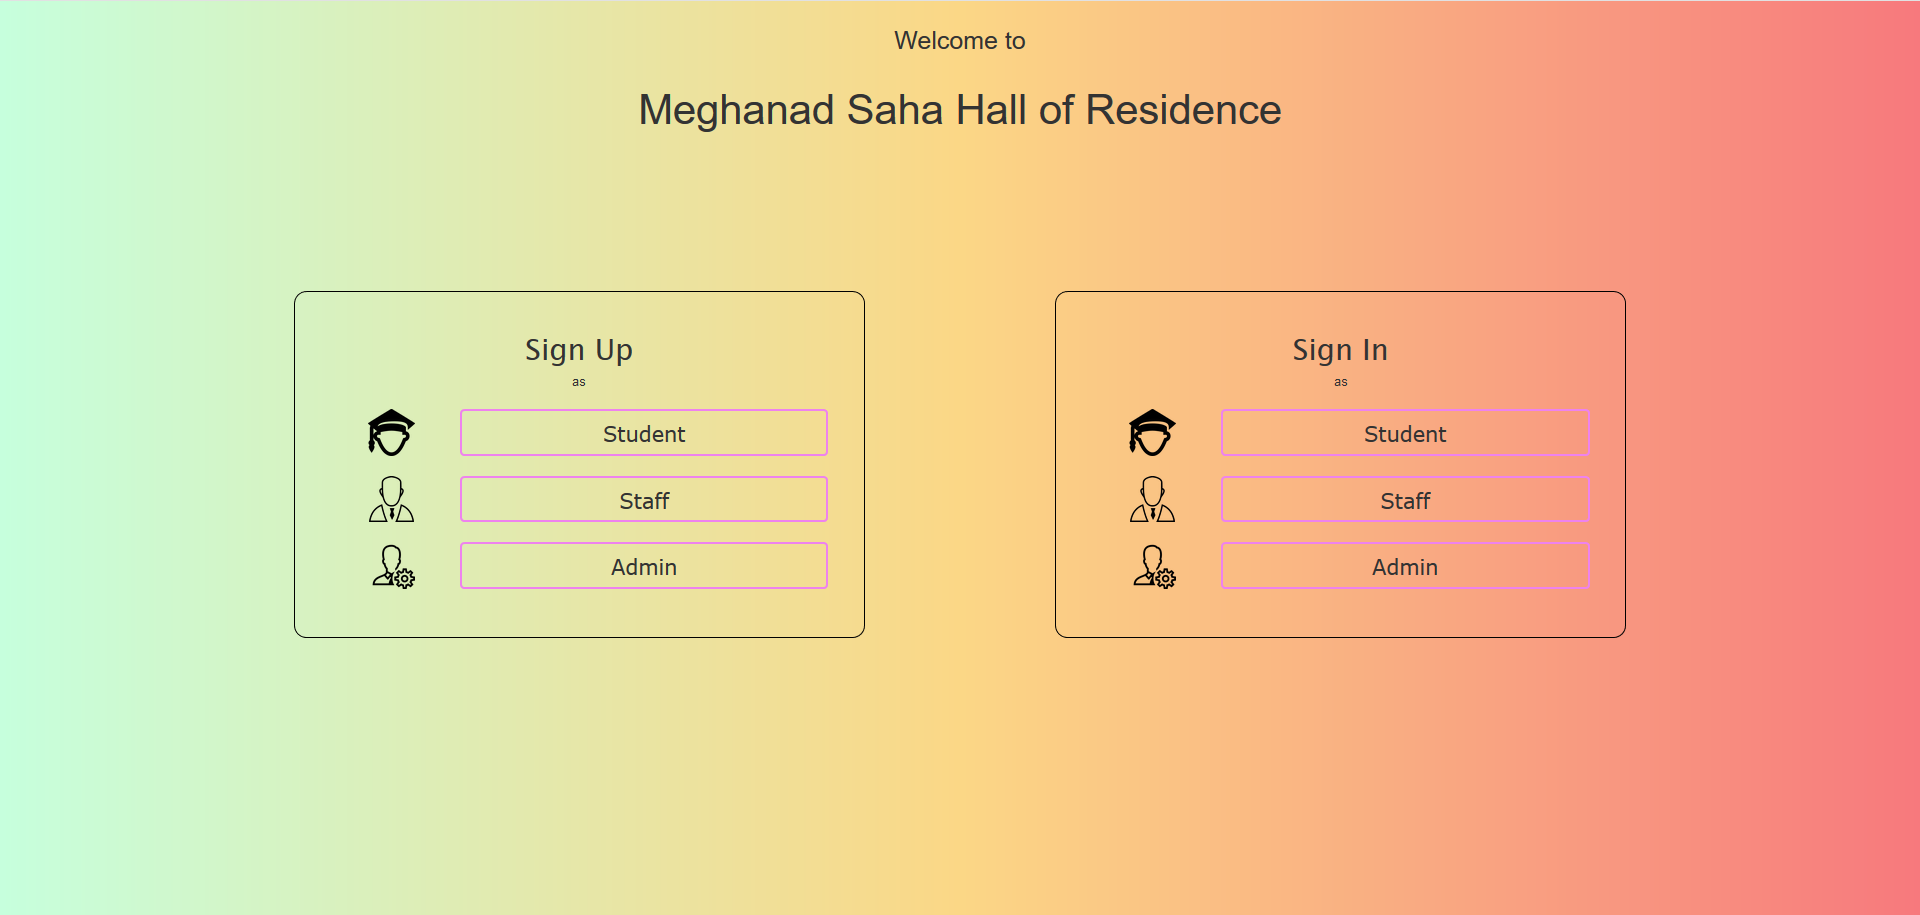 Welcome to
Meghanad Saha Hall of Residence
Sign Up
as
Student
Staff
Admin
Sign In
as
Student
Staff
Admin